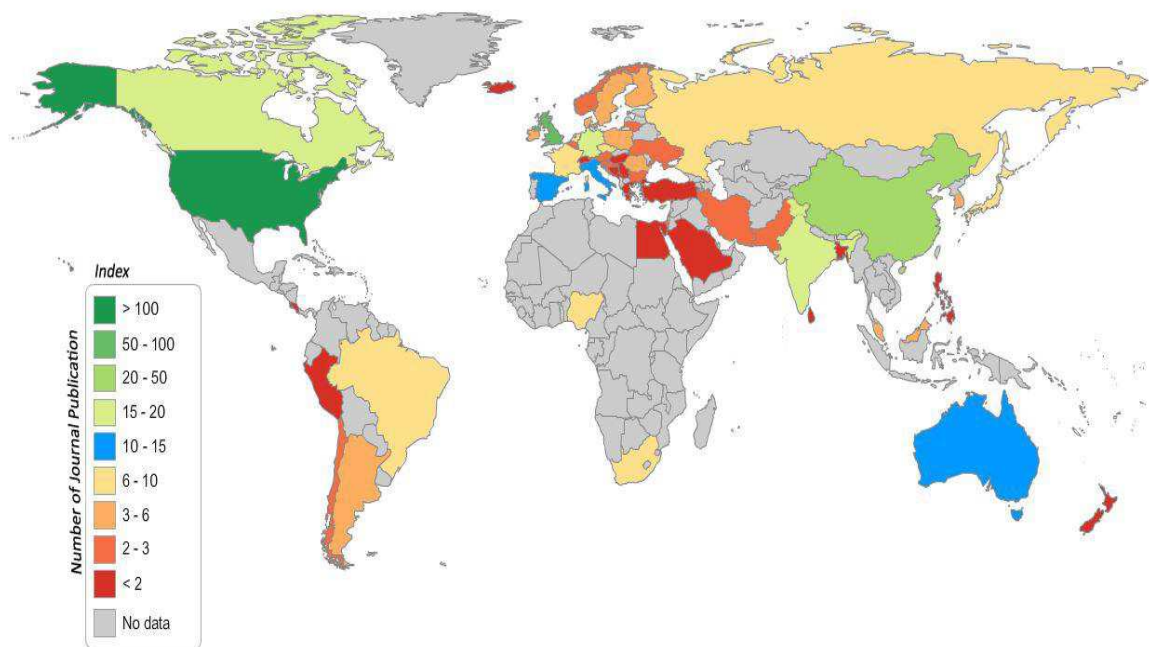 Index
Number of Journal Publication
> 100
50 - 100
20 - 50
15 - 20
10 - 15
6 - 10
3 - 6
2 - 3
< 2
No data